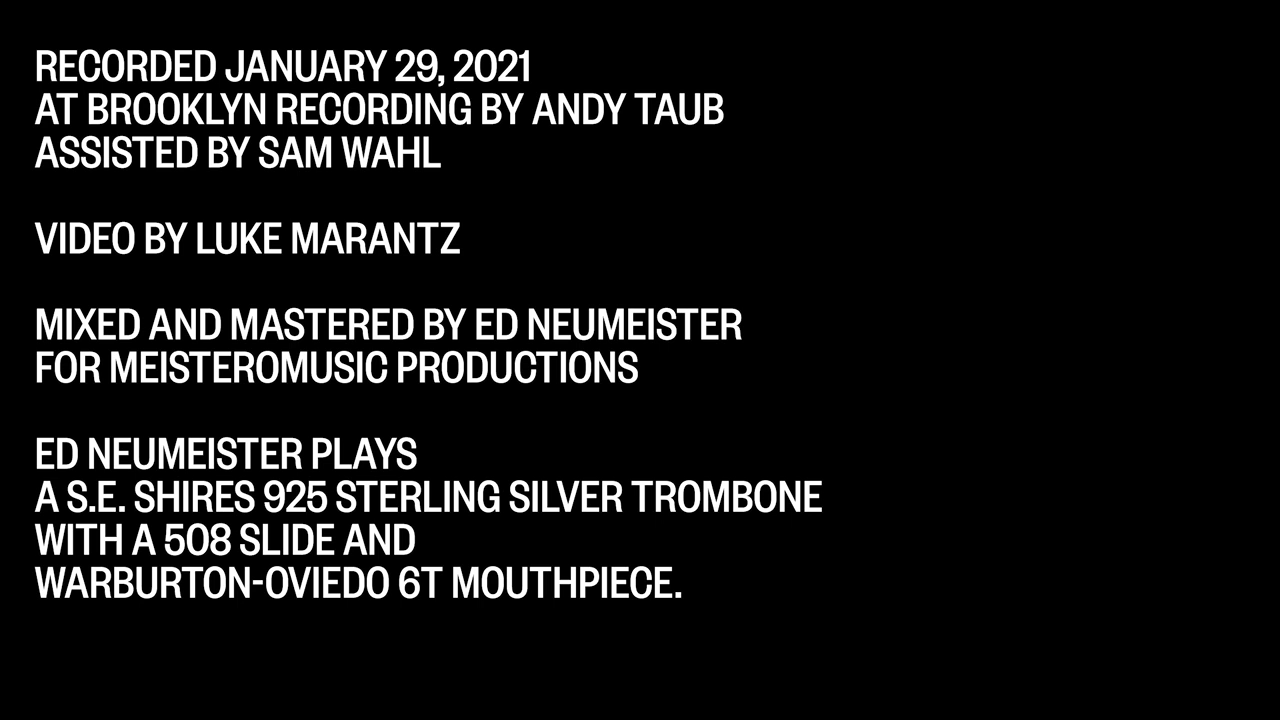 RECORDED JANUARY 29, 2021
AT BROOKLYN RECORDING BY ANDY TAUB
ASSISTED BY SAM WAHL
VIDEO BY LUKE MARANTZ
MIXED AND MASTERED BY ED NEUMEISTER
FOR MEISTEROMUSIC PRODUCTIONS
ED NEUMEISTER PLAYS
A S.E. SHIRES 925 STERLING SILVER TROMBONE
WITH A 508 SLIDE AND
WARBURTON-OVIEDO 6T MOUTHPIECE.